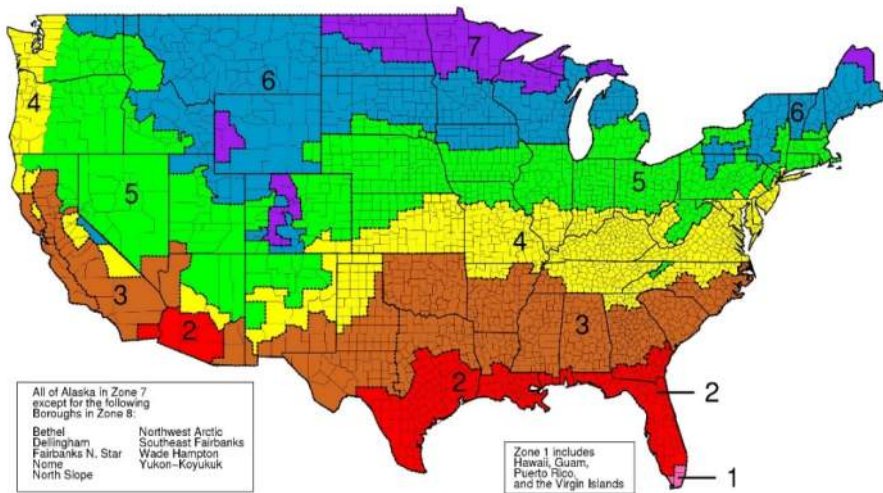 7
6
4
6
5
5
4
3
3
2
2
2
1
All of Alaska in Zone 7
except for the following
Boroughs in Zone 8:
Bethel Northwest Arctic
Dellingham Southeast Fairbanks
Fairbanks N. Star Wade Hampton
Nome Yukon-Koyukuk
North Slope
Zone 1 includes
Hawaii, Guam,
Puerto Rico,
and the Virgin Islands